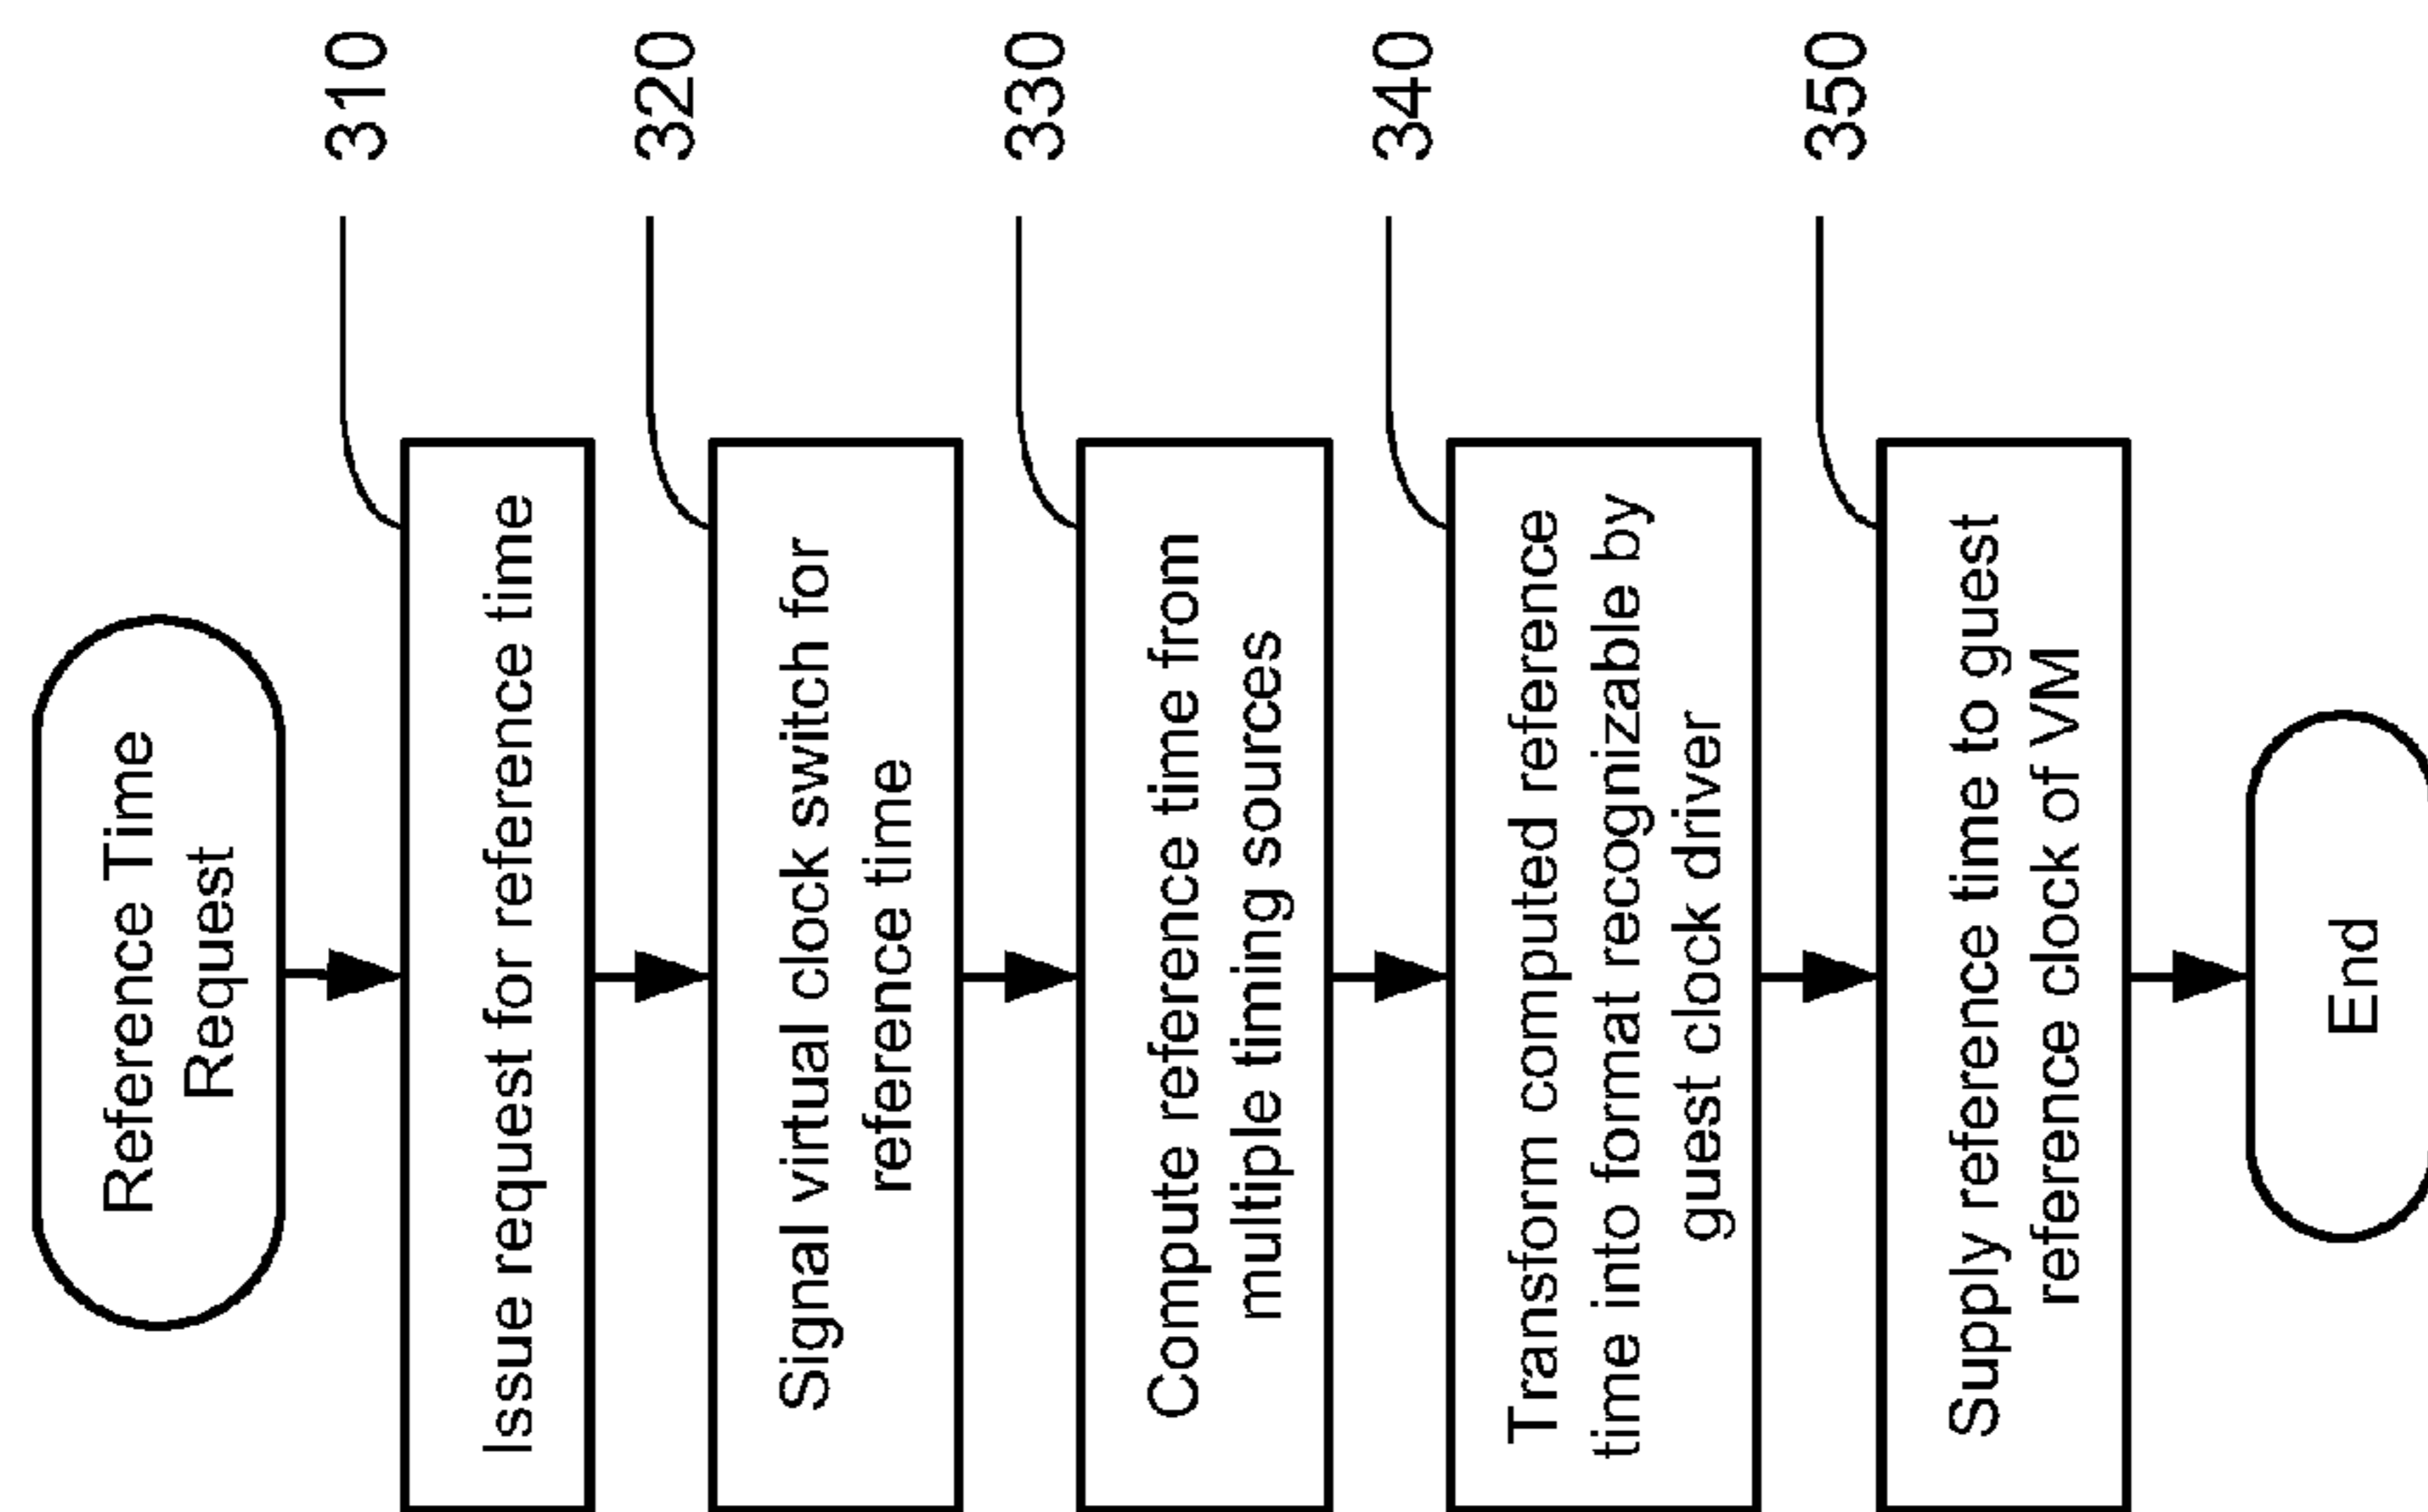 Reference Time
Request
310
Issue request for reference time
320
Signal virtual clock switch for
reference time
330
Compute reference time from
multiple timing sources
340
Transform computed reference
time into format recognizable by
guest clock driver
350
Supply reference time to guest
reference clock of VM
End